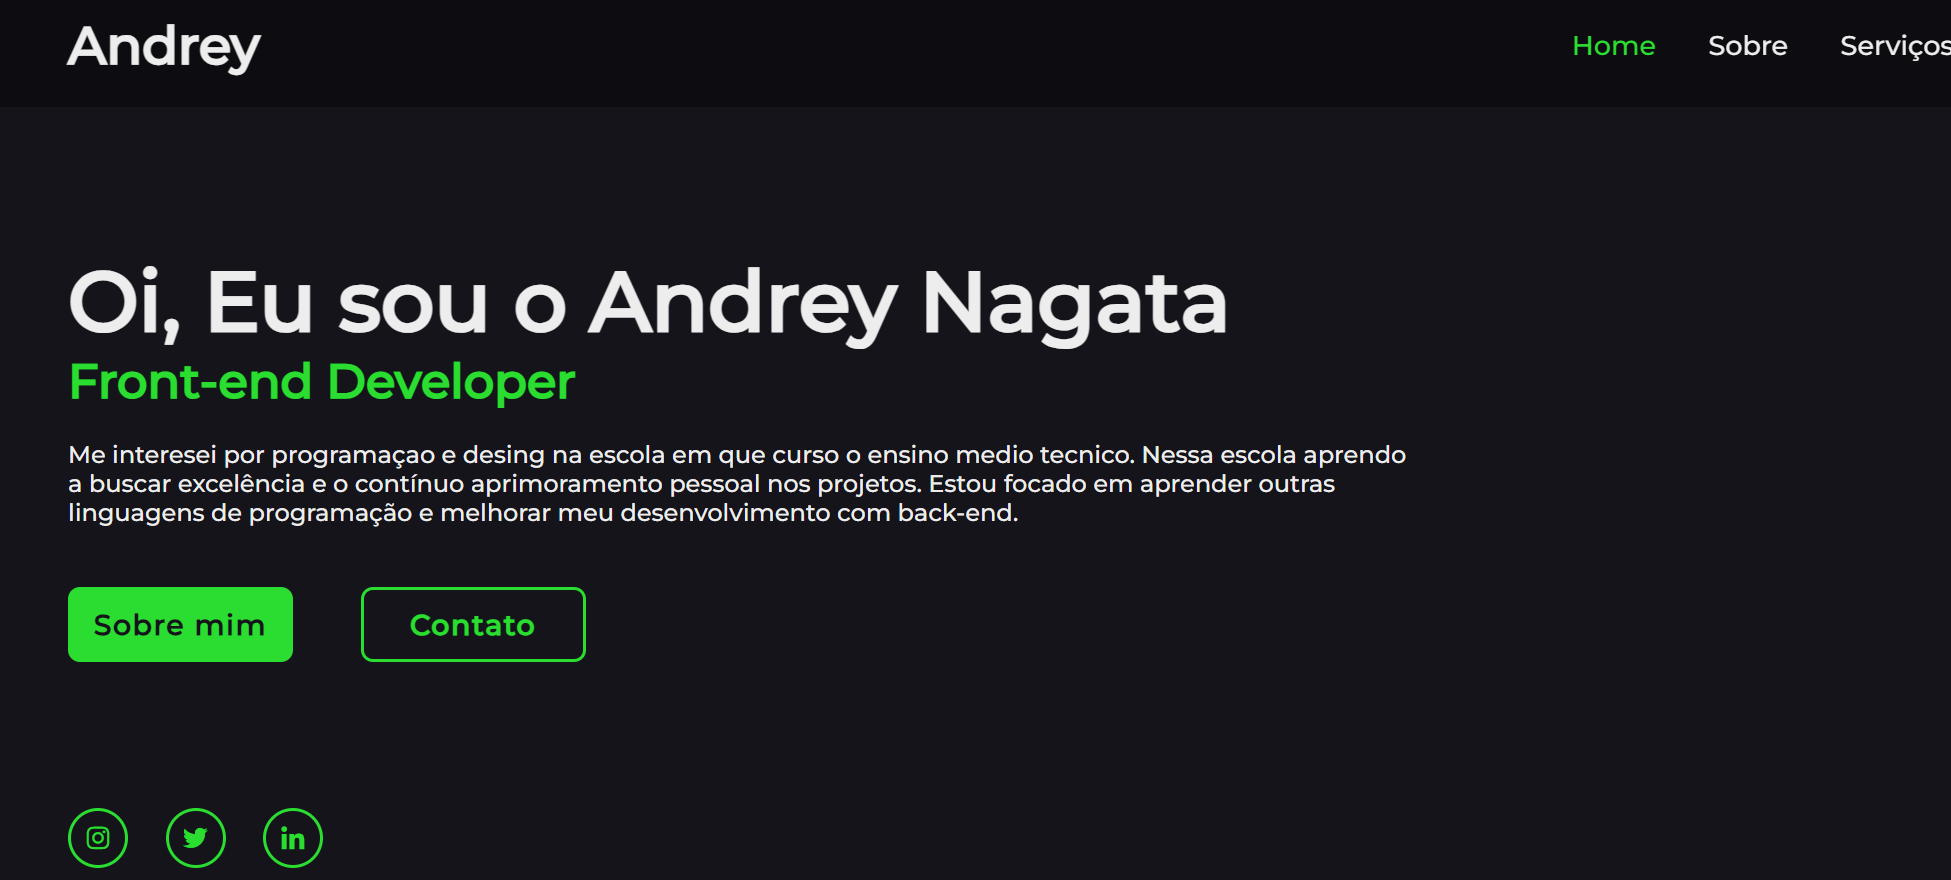 Andrey
Home Sobre Serviços
Oi, Eu sou o Andrey Nagata
Front-end Developer
Me interesei por programaçao e desing na escola em que curso o ensino medio tecnico. Nessa escola aprendo
a buscar excelência e o contínuo aprimoramento pessoal nos projetos. Estou focado em aprender outras
linguagens de programação e melhorar meu desenvolvimento com back-end.
Sobre mim
Contato
in